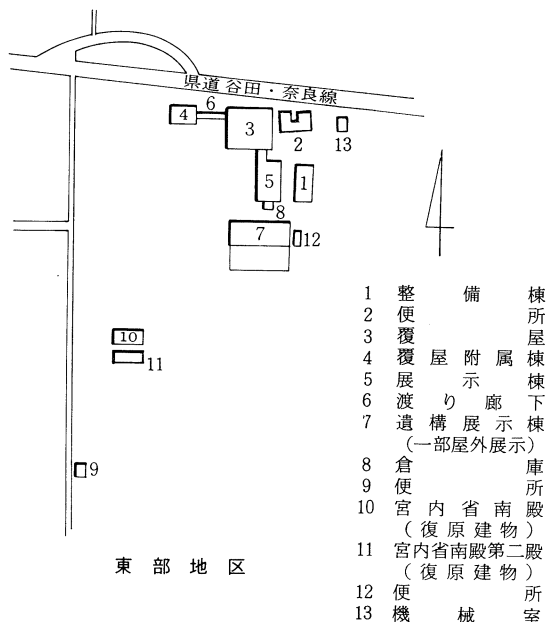 県道谷田・奈良線
6
4
3
2
13
5
1
8
7
12
10
11
9
東部地区
1 整備棟
2 便所
3 覆屋
4 覆屋附属棟
5 展示棟
6 渡り廊下
7 遺構展示棟
(一部屋外展示)
8 倉庫
9 便所
10 宮内省南殿
(復原建物)
11 宮内省南殿第二殿
(復原建物)
12 便所
13 機械室